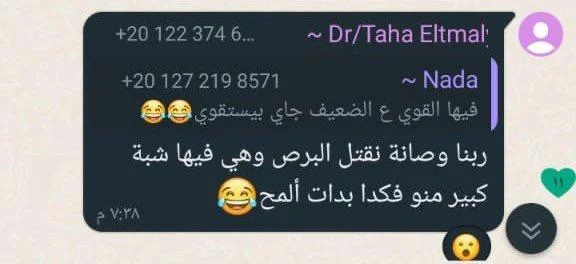 +20 122 374 6… ~ Dr/Taha Eltmaly
+20 127 219 8571 ~ Nada
فيها القوي ع الضعيف جاي بيستقوي😂😂
ربنا وصانة نقتل البرص وهي فيها شبة
كبير منو فكدا بدات ألمح😂
٧:٣٨ م
١١